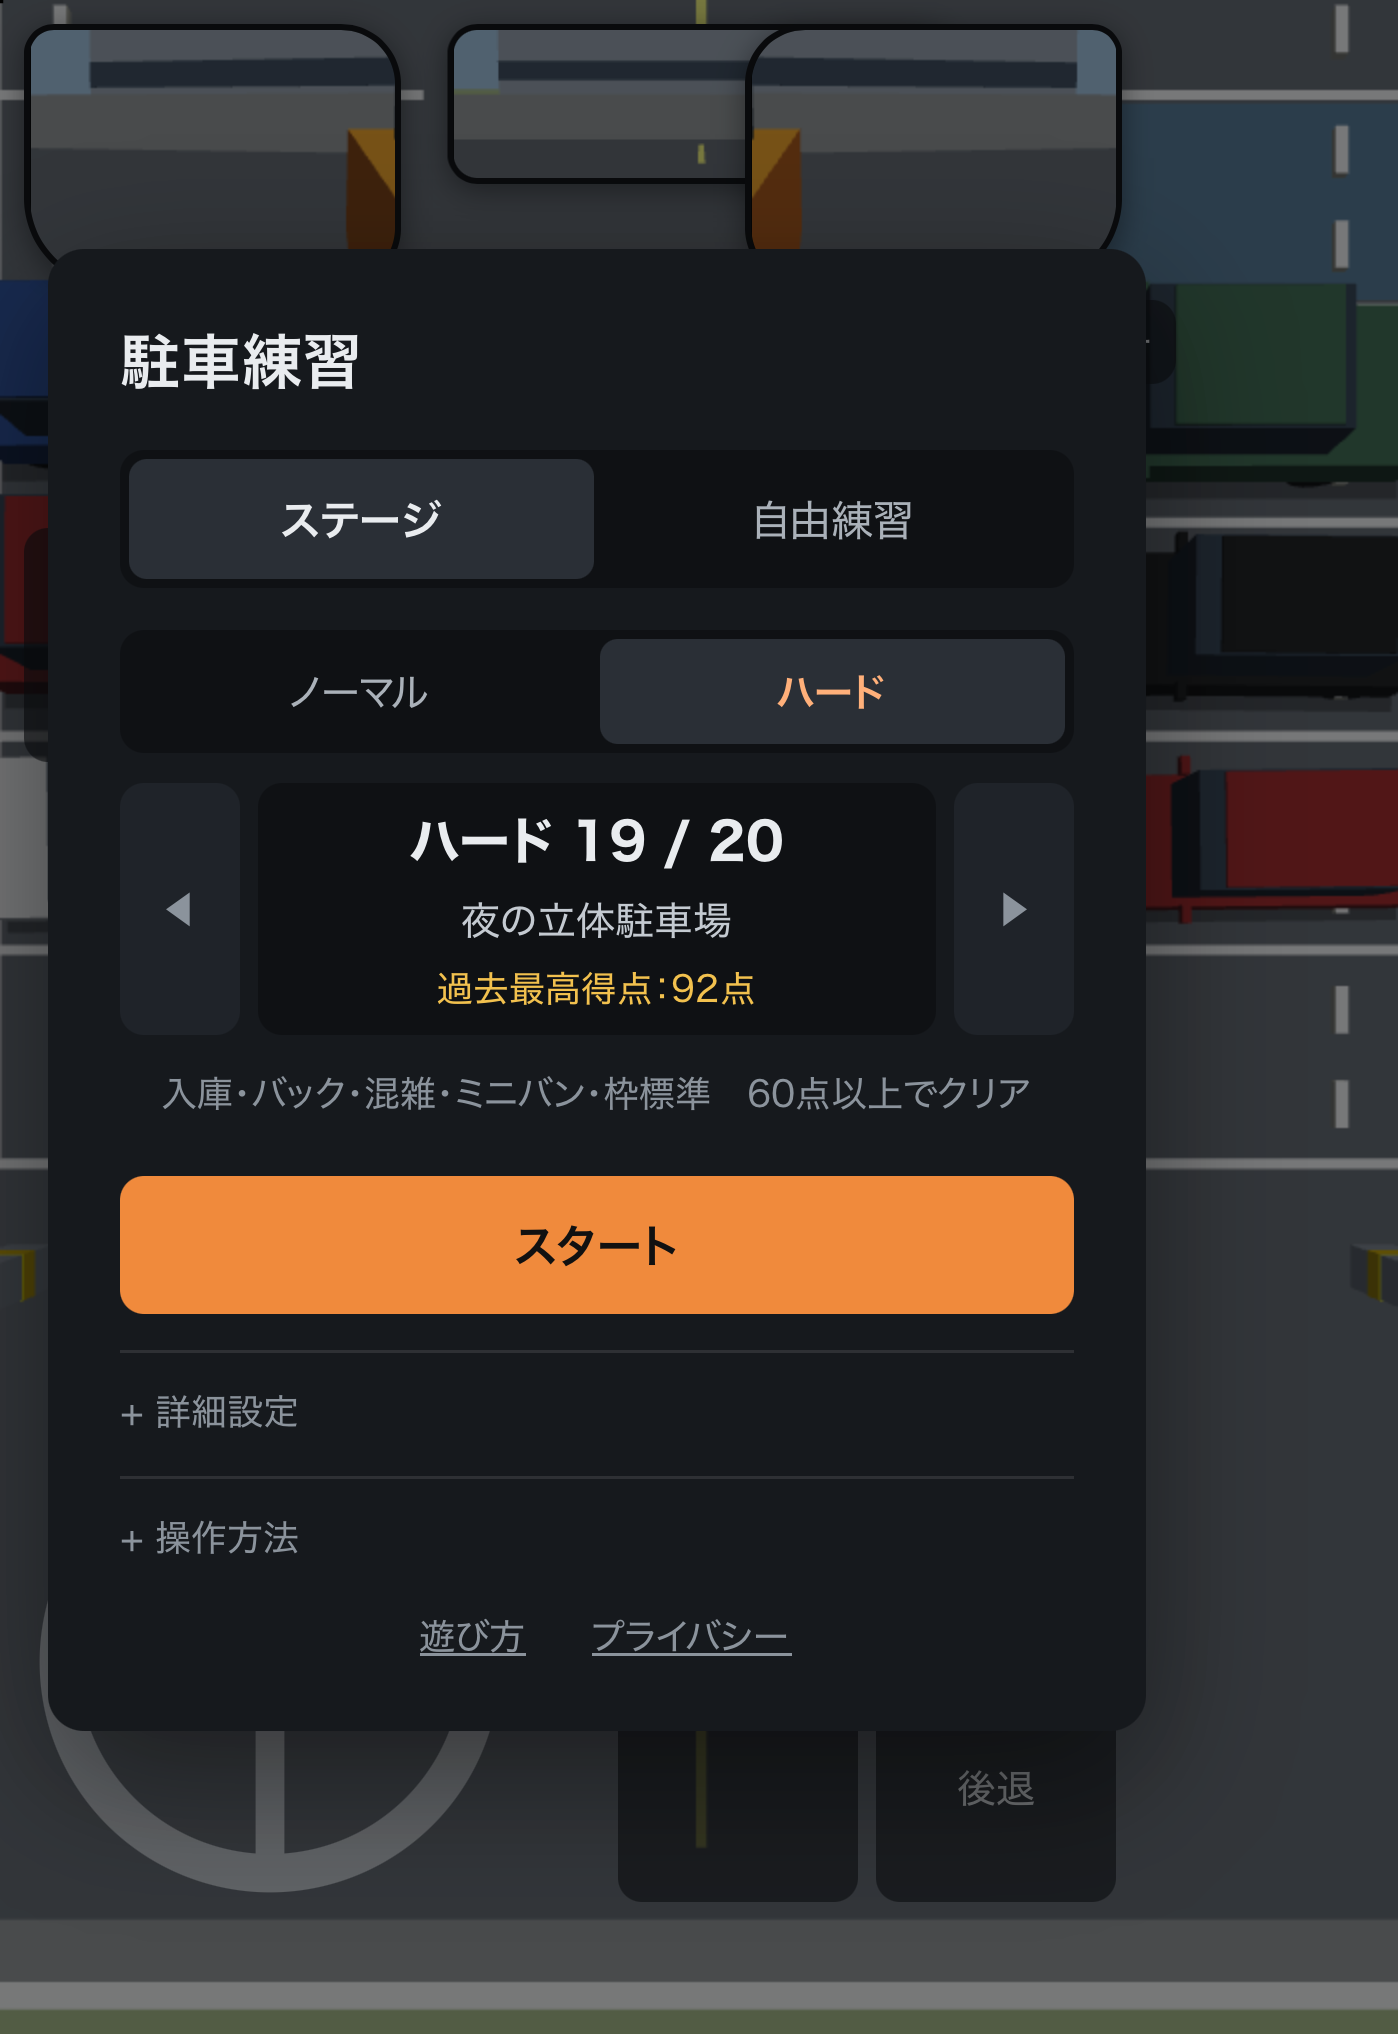 駐車練習
ステージ
自由練習
ノーマル
ハード
ハード 19 / 20
夜の立体駐車場
過去最高得点:92点
入庫・バック・混雑・ミニバン・枠標準　60点以上でクリア
スタート
+ 詳細設定
+ 操作方法
遊び方
プライバシー
後退